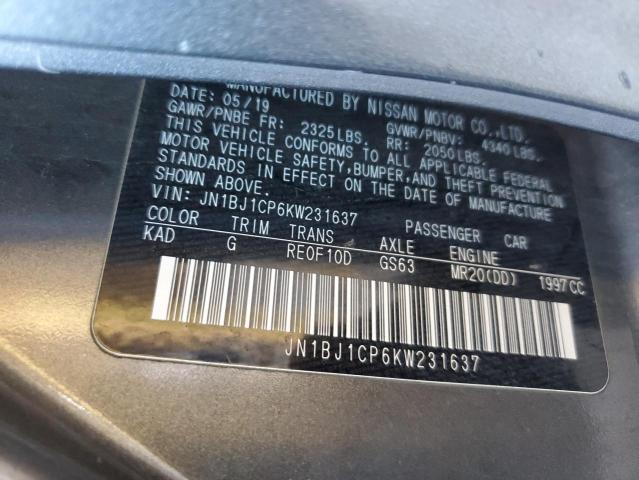 MANUFACTURED BY NISSAN MOTOR CO.,LTD.
DATE: 05/19 GVWR/PNBV: 4340LBS.
GAWR/PNBE FR: 2325LBS. RR: 2050LBS.
THIS VEHICLE CONFORMS TO ALL APPLICABLE FEDERAL
MOTOR VEHICLE SAFETY,BUMPER,AND THEFT PREVENTION
STANDARDS IN EFFECT ON THE DATE OF MANUFACTURE
SHOWN ABOVE.
VIN: JN1BJ1CP6KW231637 PASSENGER CAR
COLOR TRIM TRANS AXLE ENGINE
KAD G RE0F10D GS63 MR20(DD) 1997CC
JN1BJ1CP6KW231637